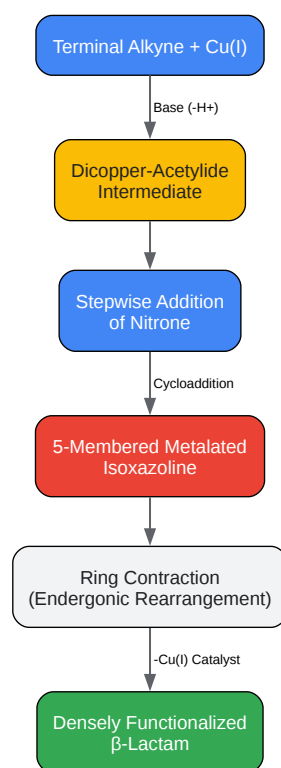 Terminal Alkyne + Cu(I)
Base (-H+)
Dicopper-Acetylide
Intermediate
Stepwise Addition
of Nitrone
Cycloaddition
5-Membered Metalated
Isoxazoline
Ring Contraction
(Endergonic Rearrangement)
-Cu(I) Catalyst
Densely Functionalized
β-Lactam